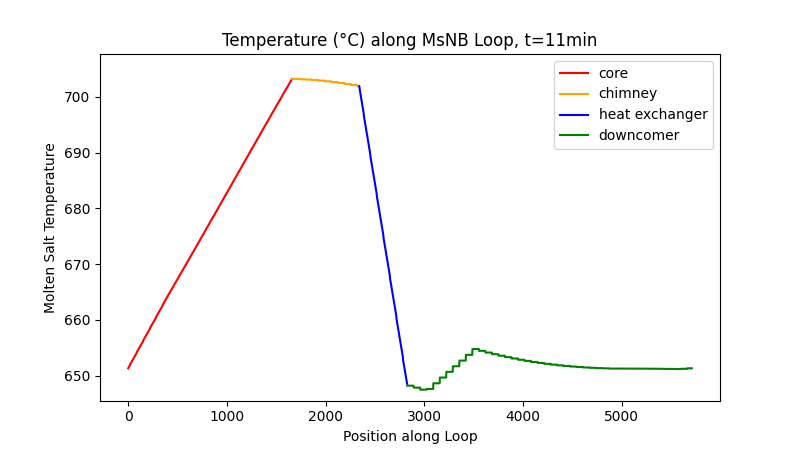 Temperature (°C) along MsNB Loop, t=11min
core
chimney
heat exchanger
downcomer
700
690
680
670
660
650
Molten Salt Temperature
0
1000
2000
3000
4000
5000
Position along Loop